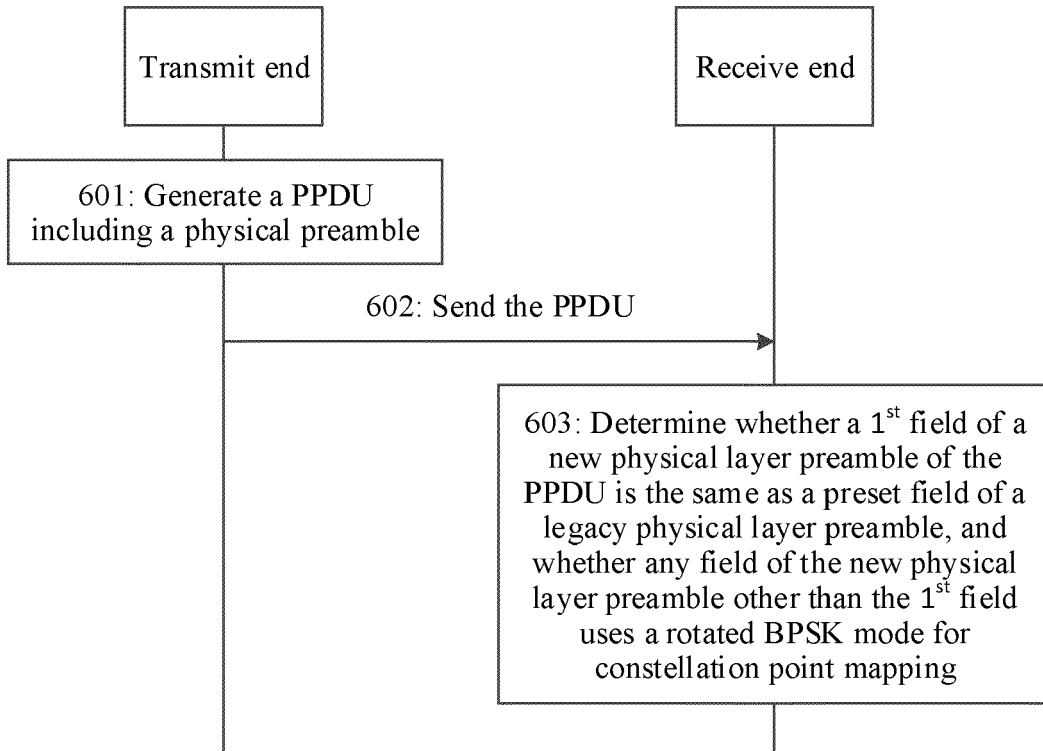 Transmit end
Receive end
601: Generate a PPDU
including a physical preamble
602: Send the PPDU
603: Determine whether a 1st field of a
new physical layer preamble of the
PPDU is the same as a preset field of a
legacy physical layer preamble, and
whether any field of the new physical
layer preamble other than the 1st field
uses a rotated BPSK mode for
constellation point mapping